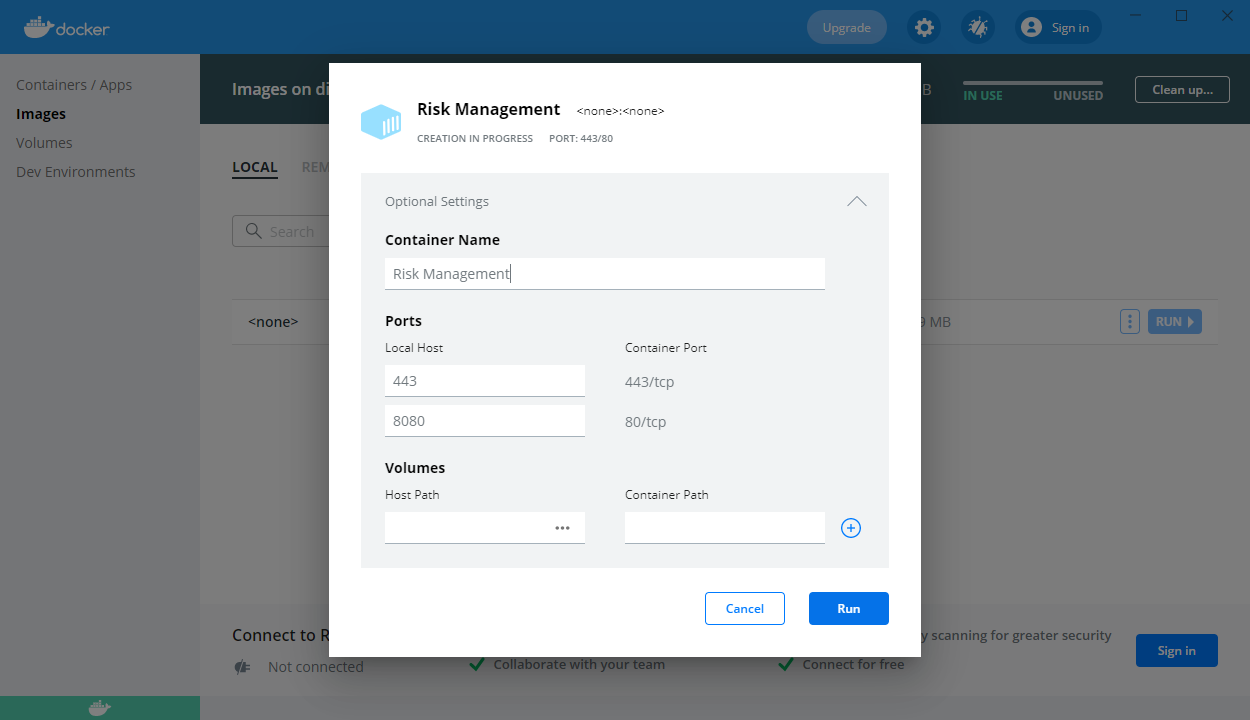 docker
Upgrade
Sign in
Containers / Apps
Images
Volumes
Dev Environments
Images on di
B
IN USE
UNUSED
Clean up...
LOCAL
REM
Search
<none>
9 MB
RUN
Risk Management
<none>:<none>
CREATION IN PROGRESS
PORT: 443/80
Optional Settings
Container Name
Risk Management
Ports
Local Host
Container Port
443
443/tcp
8080
80/tcp
Volumes
Host Path
Container Path
Cancel
Run
Connect to R
y scanning for greater security
Not connected
Collaborate with your team
Connect for free
Sign in